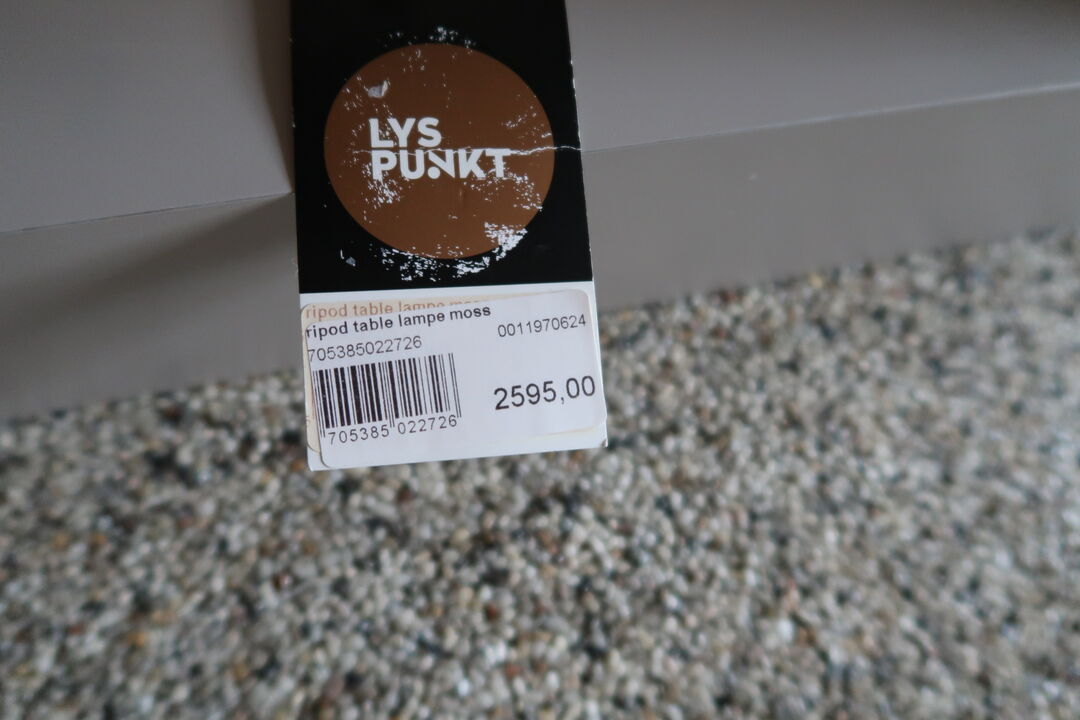 LYS
PUNKT
ripod table lampe moss
ripod table lampe moss
0011970624
705385022726
2595,00
705385 022726